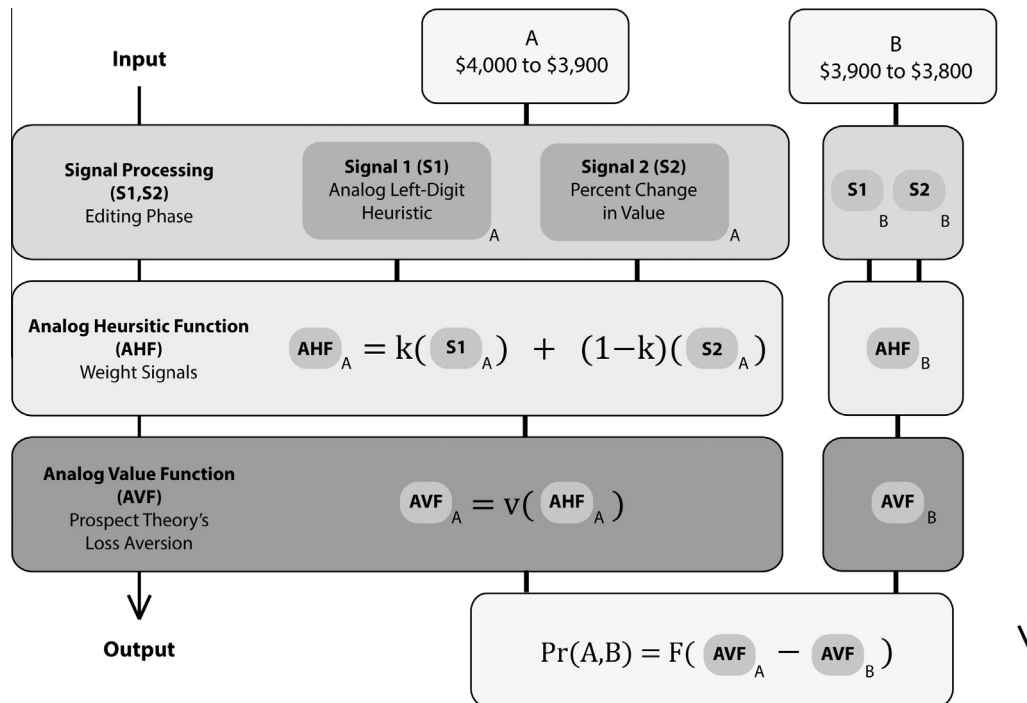 Input
A
$4,000 to $3,900
B
$3,900 to $3,800
Signal Processing
(S1,S2)
Editing Phase
Signal 1 (S1)
Analog Left-Digit
Heuristic
A
Signal 2 (S2)
Percent Change
in Value
A
S1 B S2 B
Analog Heursitic Function
(AHF)
Weight Signals
AHF A = k( S1 A ) + (1−k)( S2 A )
AHF B
Analog Value Function
(AVF)
Prospect Theory's
Loss Aversion
AVF A = v( AHF A )
AVF B
Output
Pr(A,B) = F( AVF A − AVF B )